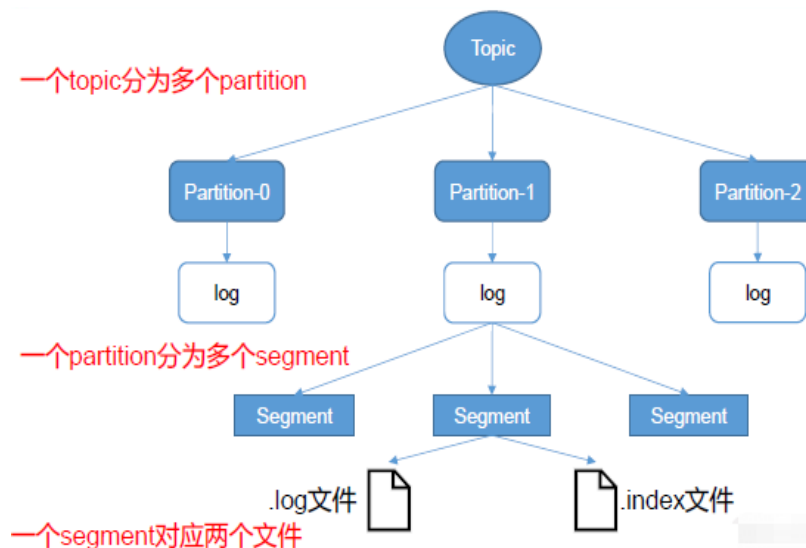 Topic
一个topic分为多个partition
Partition-0
Partition-1
Partition-2
log
log
log
一个partition分为多个segment
Segment
Segment
Segment
.log文件
.index文件
一个segment对应两个文件